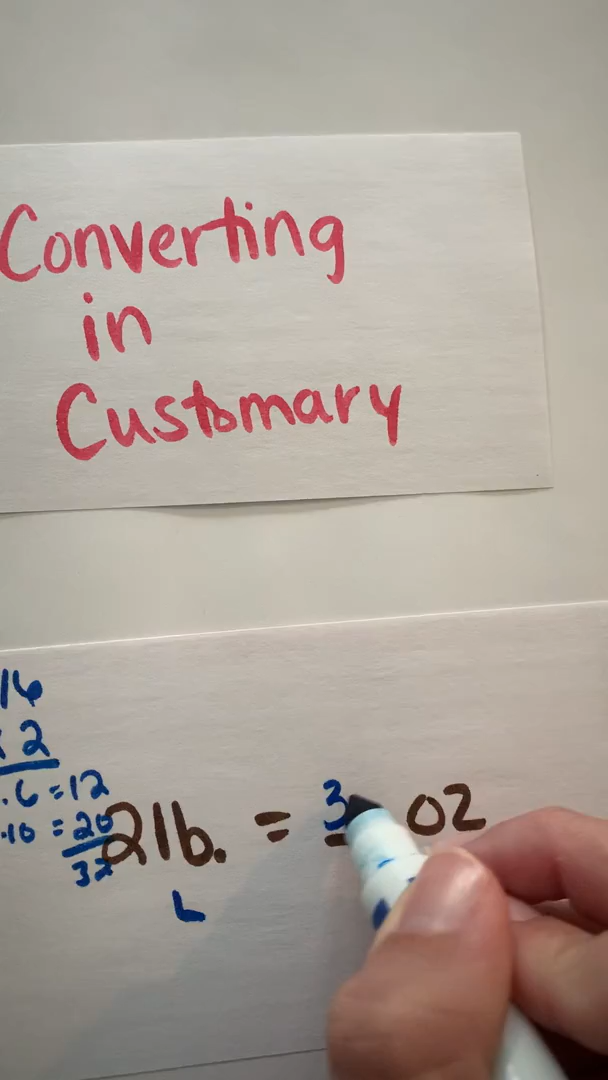 Converting
in
Customary
16
x 2
.6 = 12
.10 = 20
32
2 lb. = 3 oz
L